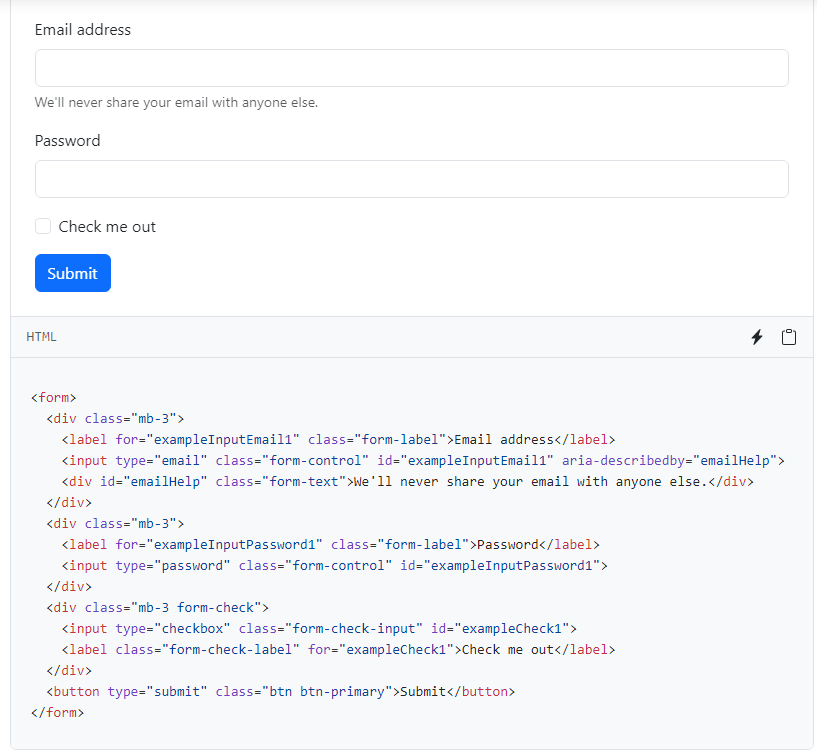 Email address
We'll never share your email with anyone else.
Password
Check me out
Submit
HTML
<form>
  <div class="mb-3">
    <label for="exampleInputEmail1" class="form-label">Email address</label>
    <input type="email" class="form-control" id="exampleInputEmail1" aria-describedby="emailHelp">
    <div id="emailHelp" class="form-text">We'll never share your email with anyone else.</div>
  </div>
  <div class="mb-3">
    <label for="exampleInputPassword1" class="form-label">Password</label>
    <input type="password" class="form-control" id="exampleInputPassword1">
  </div>
  <div class="mb-3 form-check">
    <input type="checkbox" class="form-check-input" id="exampleCheck1">
    <label class="form-check-label" for="exampleCheck1">Check me out</label>
  </div>
  <button type="submit" class="btn btn-primary">Submit</button>
</form>